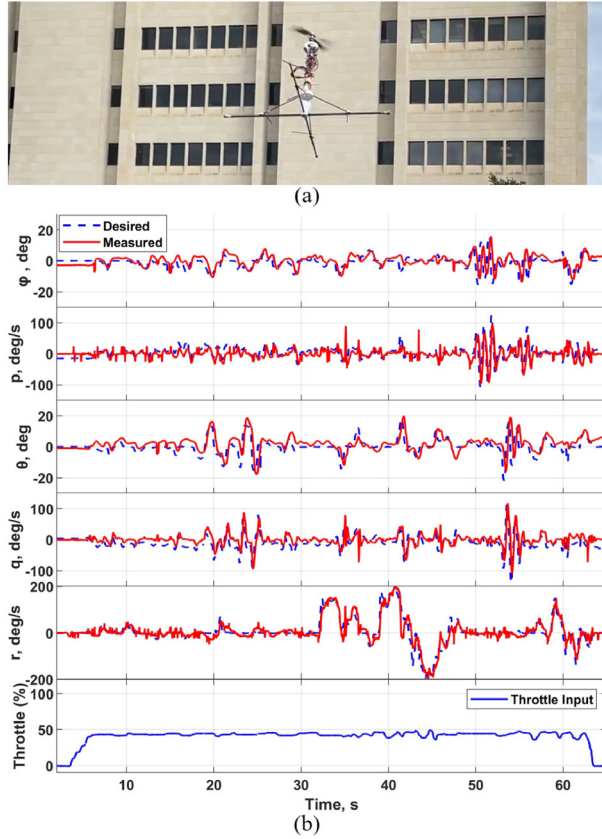 (a)
Desired
Measured
φ , deg
20
0
-20
p, deg/s
100
0
-100
θ, deg
20
0
-20
q, deg/s
100
0
-100
r, deg/s
200
0
-200
Throttle (%)
100
50
0
Throttle Input
10 20 30 40 50 60
Time, s
(b)